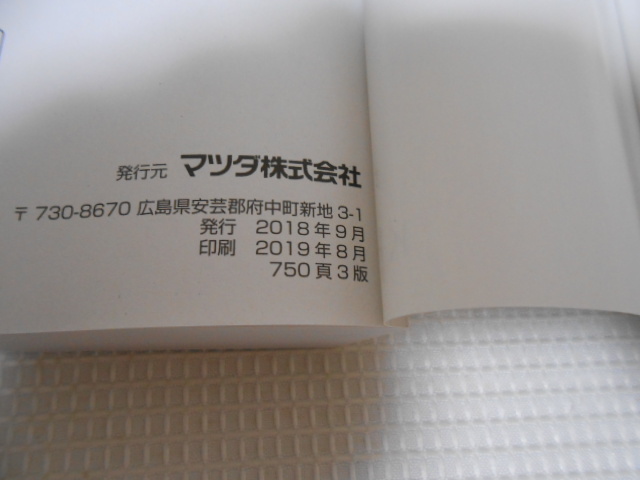 発行元 マツダ株式会社
〒730-8670 広島県安芸郡府中町新地 3-1
発行 2018年9月
印刷 2019年8月
750頁3版